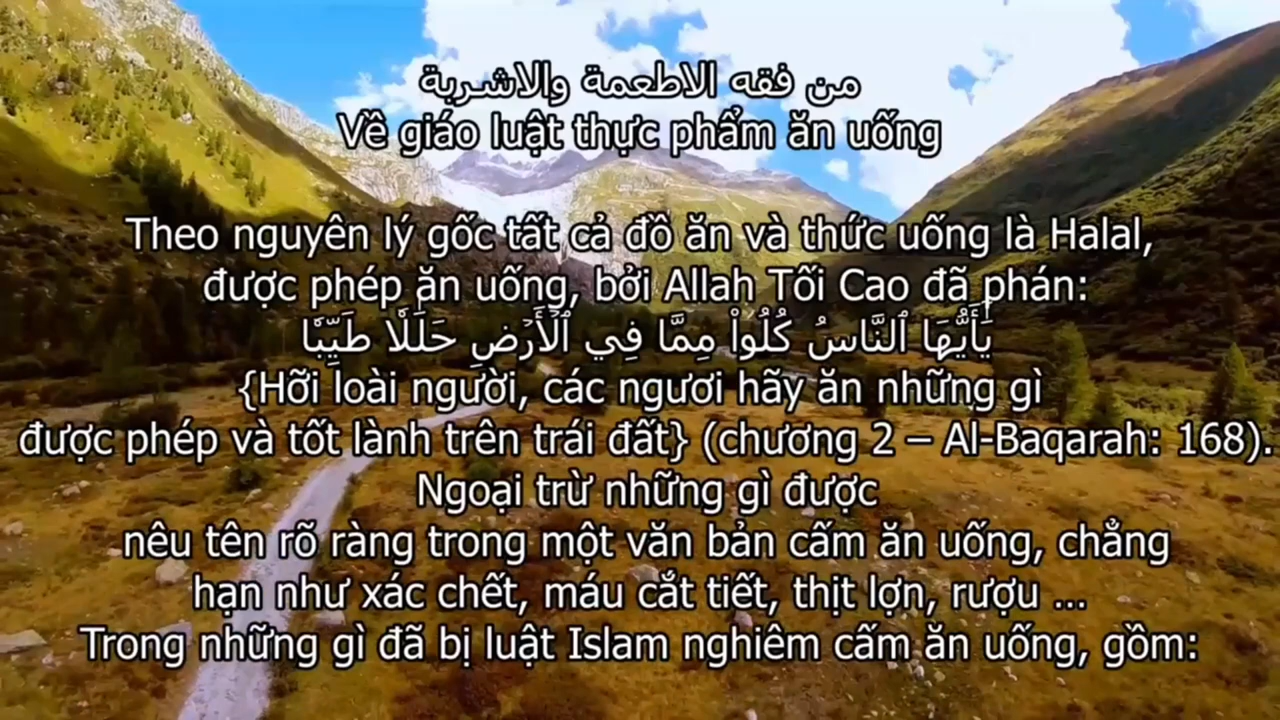 من فقه الاطعمة والاشربة
Về giáo luật thực phẩm ăn uống
Theo nguyên lý gốc tất cả đồ ăn và thức uống là Halal,
được phép ăn uống, bởi Allah Tối Cao đã phán:
يَٰٓأَيُّهَا ٱلنَّاسُ كُلُواْ مِمَّا فِي ٱلۡأَرۡضِ حَلَٰلٗا طَيِّبٗا
{Hỡi loài người, các ngươi hãy ăn những gì
được phép và tốt lành trên trái đất} (chương 2 – Al-Baqarah: 168).
Ngoại trừ những gì được
nêu tên rõ ràng trong một văn bản cấm ăn uống, chẳng
hạn như xác chết, máu cắt tiết, thịt lợn, rượu ...
Trong những gì đã bị luật Islam nghiêm cấm ăn uống, gồm: